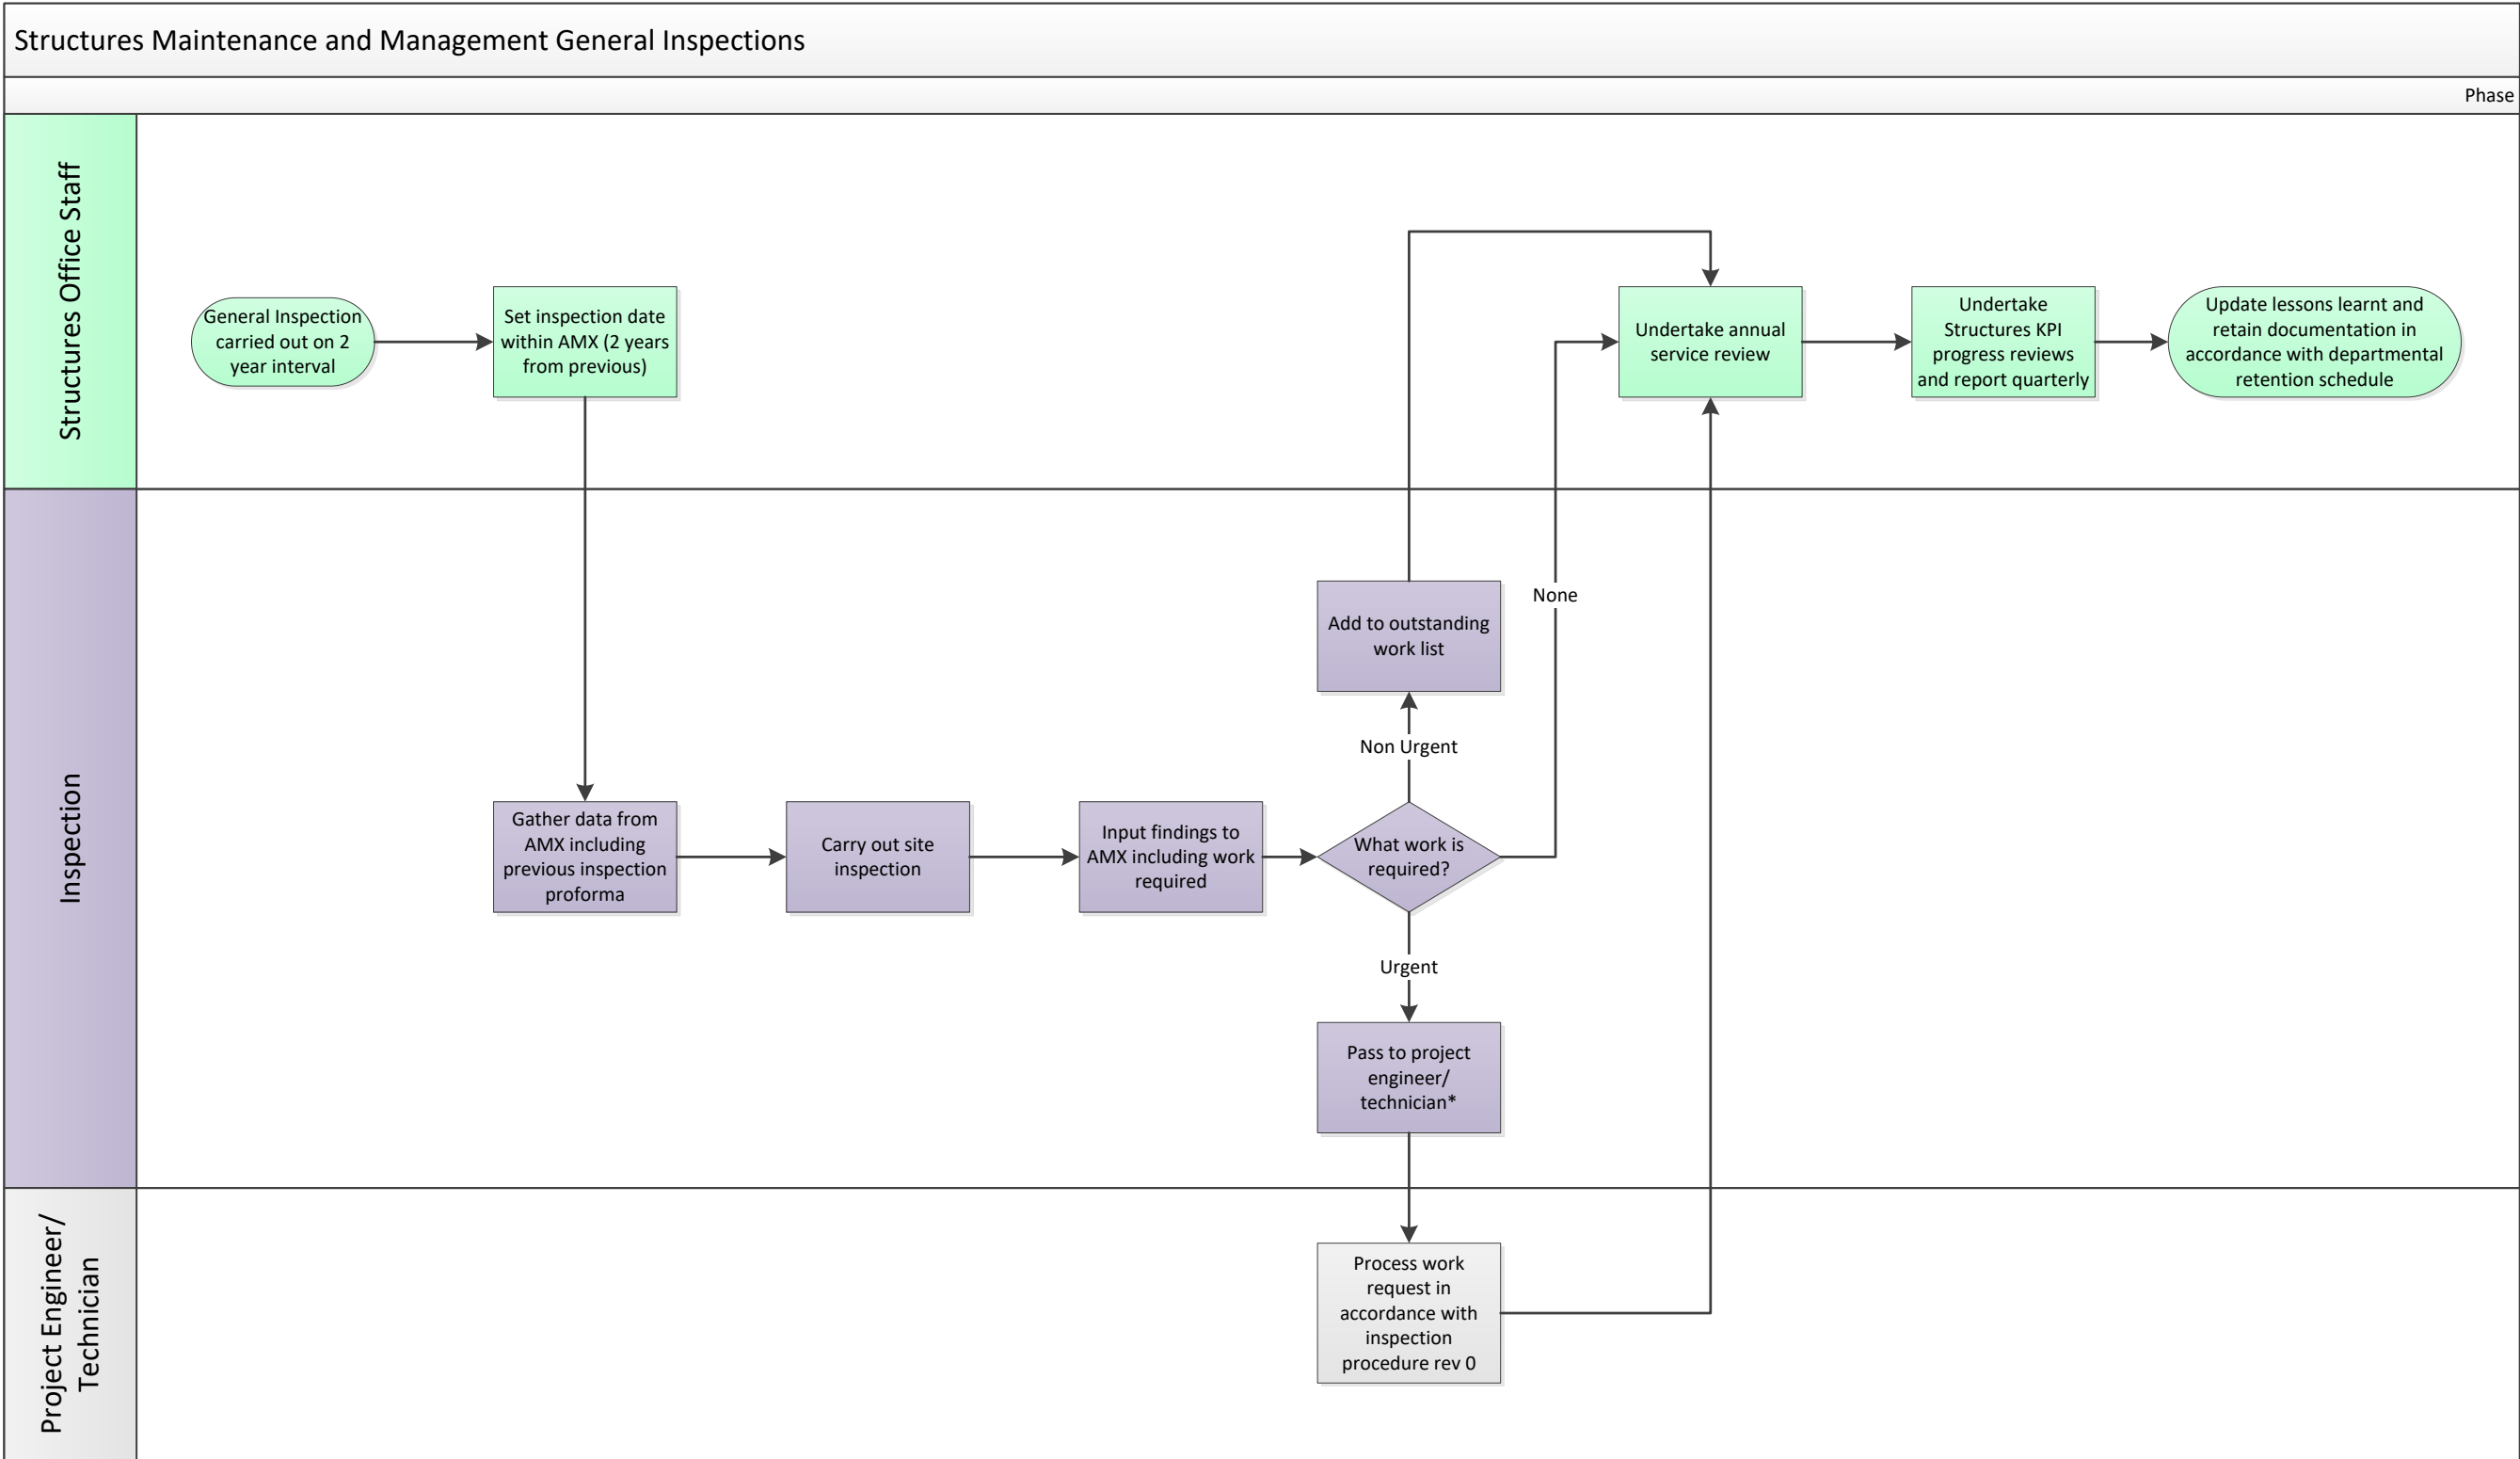 Structures Maintenance and Management General Inspections
Phase
Structures Office Staff
General Inspection
carried out on 2
year interval
Set inspection date
within AMX (2 years
from previous)
Undertake annual
service review
Undertake
Structures KPI
progress reviews
and report quarterly
Update lessons learnt and
retain documentation in
accordance with departmental
retention schedule
Inspection
Add to outstanding
work list
None
Non Urgent
Gather data from
AMX including
previous inspection
proforma
Carry out site
inspection
Input findings to
AMX including work
required
What work is
required?
Urgent
Pass to project
engineer/
technician*
Project Engineer/
Technician
Process work
request in
accordance with
inspection
procedure rev 0